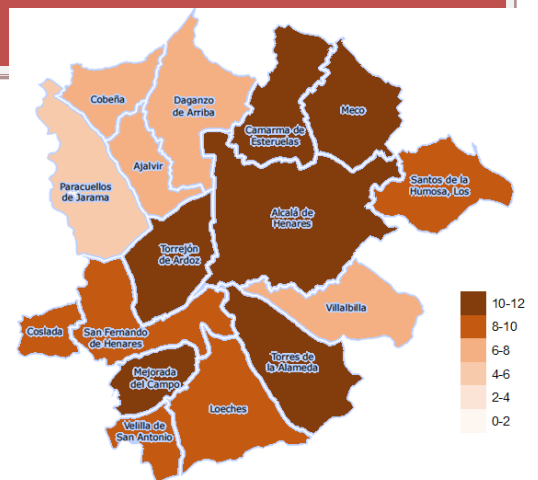 Cobeña
Daganzo
de Arriba
Camarma de
Esteruelas
Meco
Ajalvir
Paracuellos
de Jarama
Santos de la
Humosa, Los
Alcalá de
Henares
Torrejón
de Ardoz
Villalbilla
Coslada
San Fernando
de Henares
Mejorada
del Campo
Torres de
la Alameda
Loeches
Velilla de
San Antonio
10-12
8-10
6-8
4-6
2-4
0-2